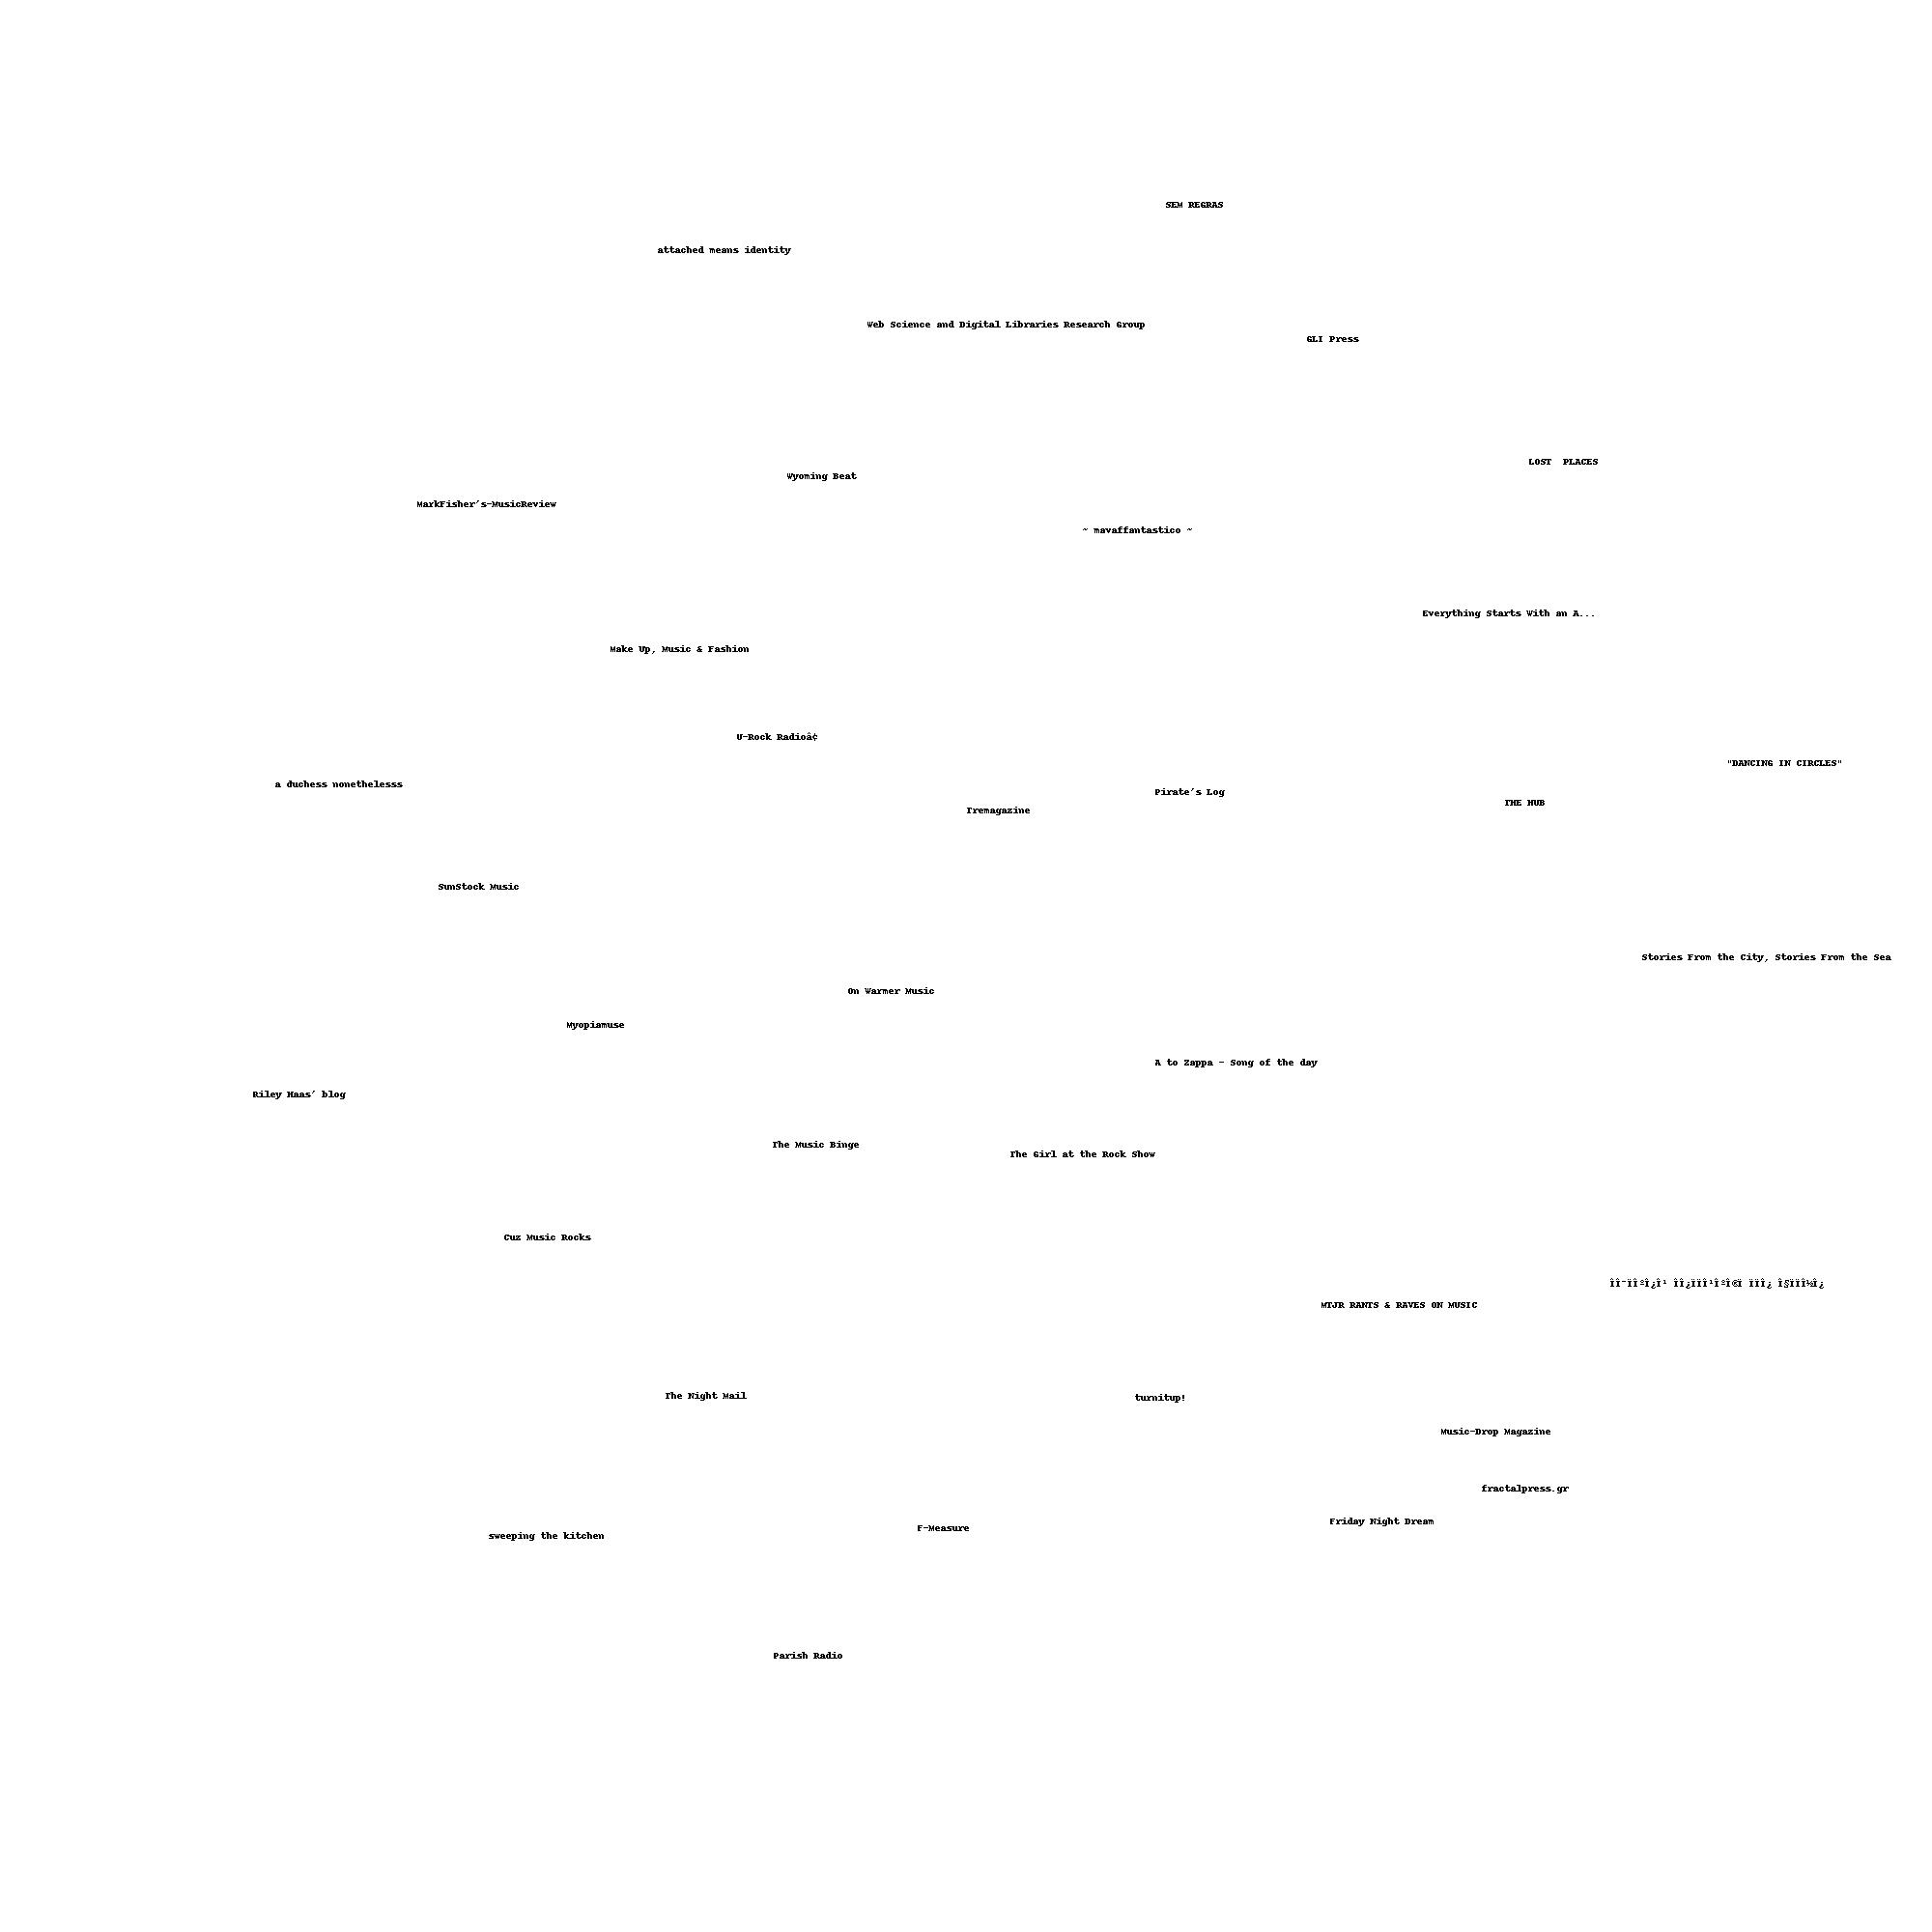 SEM REGRAS
attached means identity
Web Science and Digital Libraries Research Group
GLI Press
LOST  PLACES
Wyoming Beat
MarkFisher's-MusicReview
~ mavaffantastico ~
Everything Starts With an A...
Make Up, Music & Fashion
U-Rock Radioâ¢
"DANCING IN CIRCLES"
a duchess nonethelesss
Pirate's Log
THE HUB
Tremagazine
SunStock Music
Stories From the City, Stories From the Sea
On Warmer Music
Myopiamuse
A to Zappa - Song of the day
Riley Haas' blog
The Music Binge
The Girl at the Rock Show
Cuz Music Rocks
MTJR RANTS & RAVES ON MUSIC
The Night Mail
turnitup!
Music-Drop Magazine
fractalpress.gr
Friday Night Dream
F-Measure
sweeping the kitchen
Parish Radio